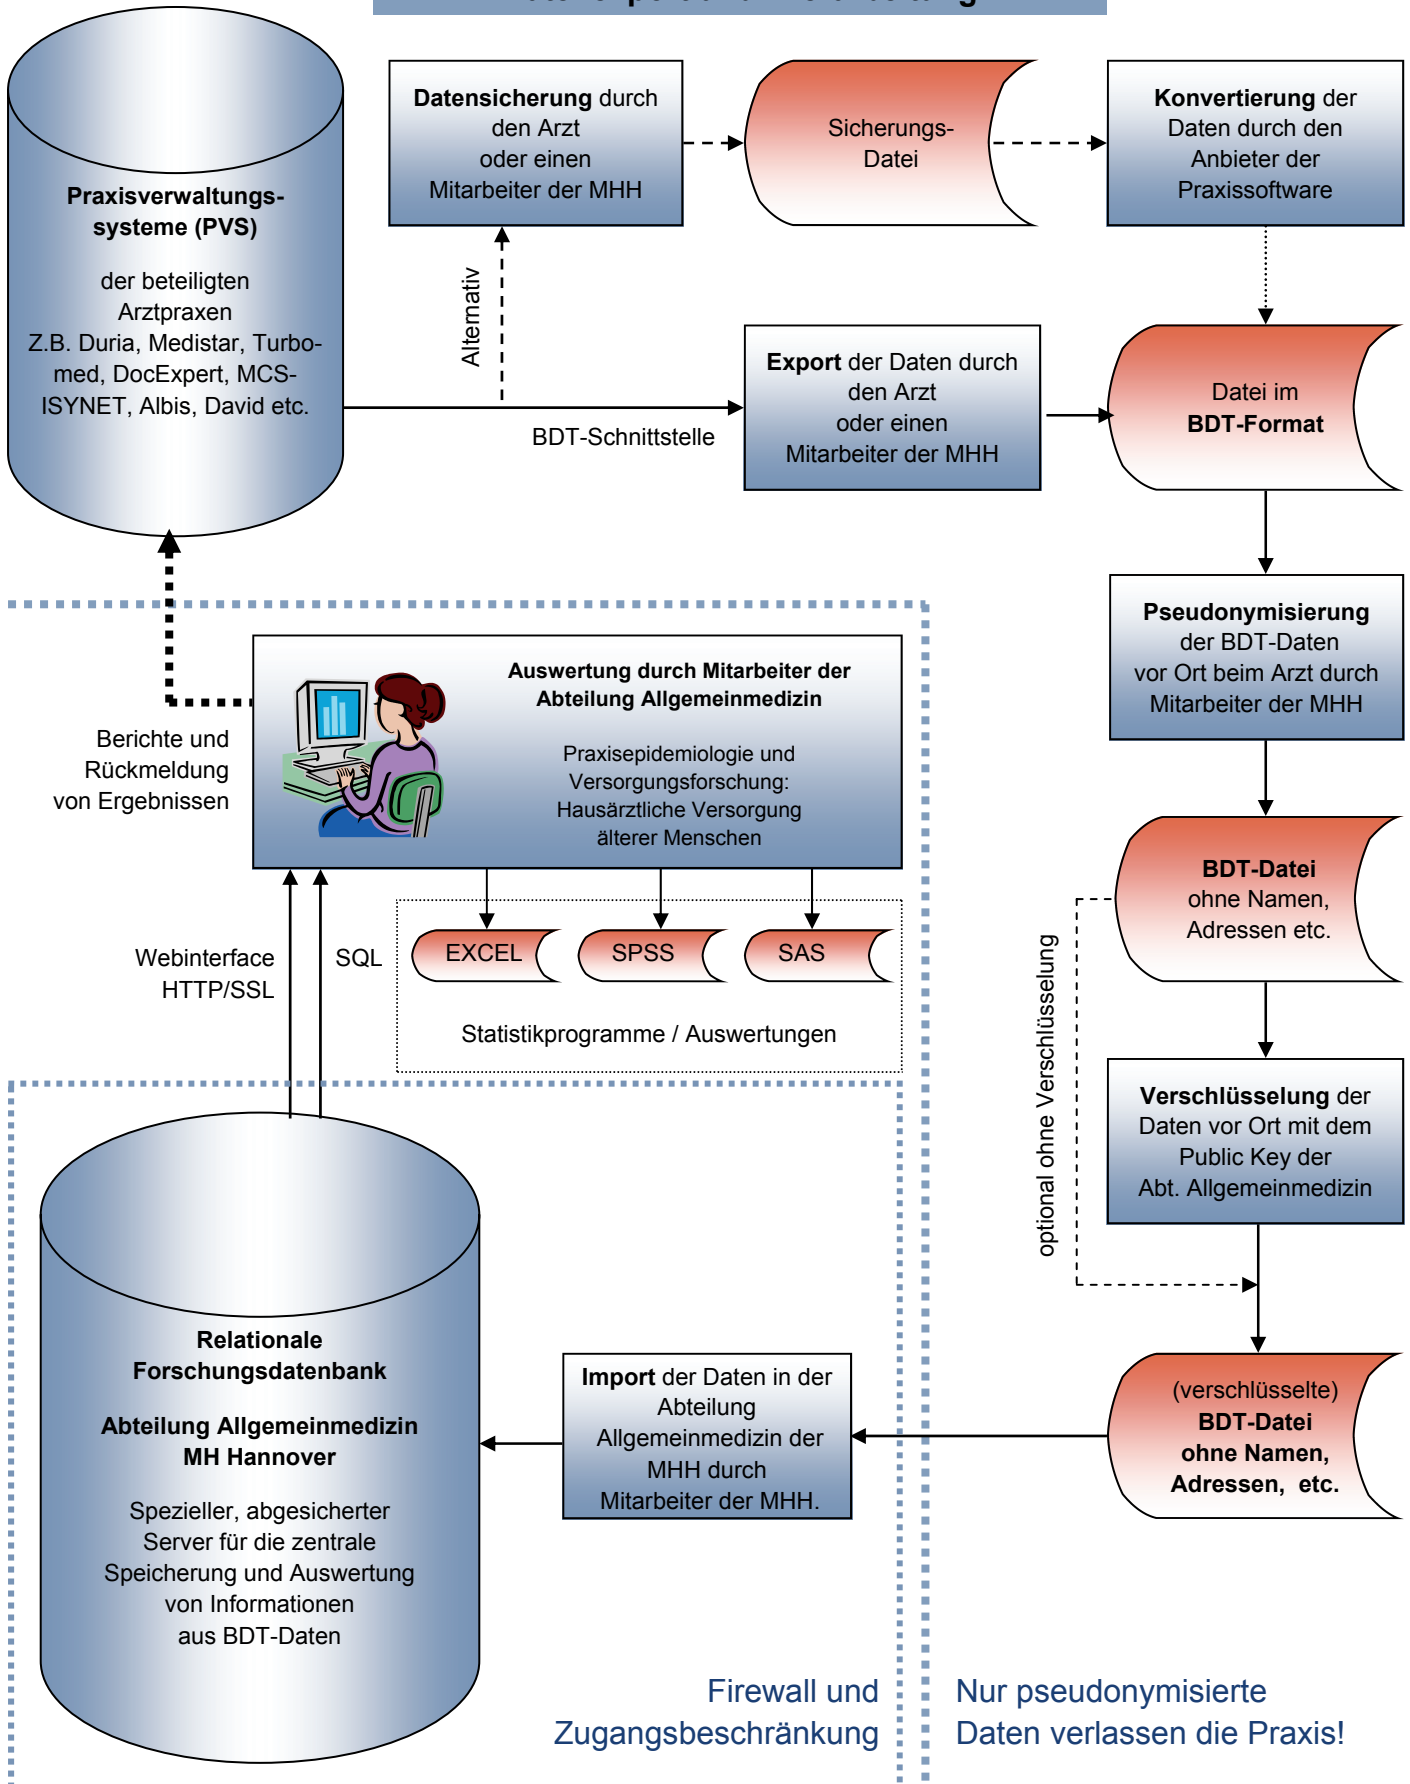 Praxisverwaltungs-
systeme (PVS)
der beteiligten
Arztpraxen
Z.B. Duria, Medistar, Turbo-
med, DocExpert, MCS-
ISYNET, Albis, David etc.
Datensicherung durch
den Arzt
oder einen
Mitarbeiter der MHH
Sicherungs-
Datei
Konvertierung der
Daten durch den
Anbieter der
Praxissoftware
Alternativ
BDT-Schnittstelle
Export der Daten durch
den Arzt
oder einen
Mitarbeiter der MHH
Datei im
BDT-Format
Pseudonymisierung
der BDT-Daten
vor Ort beim Arzt durch
Mitarbeiter der MHH
BDT-Datei
ohne Namen,
Adressen etc.
optional ohne Verschlüsselung
Verschlüsselung der
Daten vor Ort mit dem
Public Key der
Abt. Allgemeinmedizin
(verschlüsselte)
BDT-Datei
ohne Namen,
Adressen, etc.
Import der Daten in der
Abteilung
Allgemeinmedizin der
MHH durch
Mitarbeiter der MHH.
Relationale
Forschungsdatenbank
Abteilung Allgemeinmedizin
MH Hannover
Spezieller, abgesicherter
Server für die zentrale
Speicherung und Auswertung
von Informationen
aus BDT-Daten
Webinterface
HTTP/SSL
SQL
Auswertung durch Mitarbeiter der
Abteilung Allgemeinmedizin
Praxisepidemiologie und
Versorgungsforschung:
Hausärztliche Versorgung
älterer Menschen
EXCEL
SPSS
SAS
Statistikprogramme / Auswertungen
Berichte und
Rückmeldung
von Ergebnissen
Firewall und
Zugangsbeschränkung
Nur pseudonymisierte
Daten verlassen die Praxis!